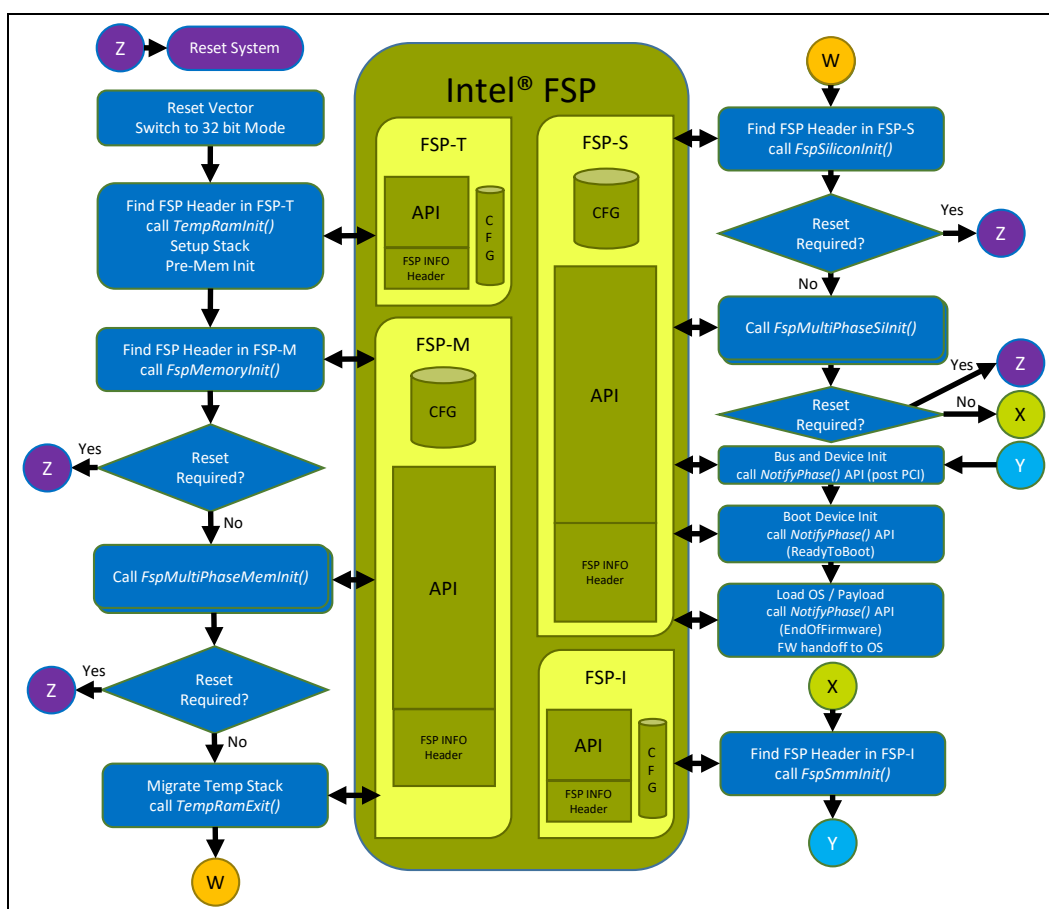 Z
Reset System
Reset Vector
Switch to 32 bit Mode
Find FSP Header in FSP-T
call TempRamInit()
Setup Stack
Pre-Mem Init
Find FSP Header in FSP-M
call FspMemoryInit()
Reset
Required?
Yes
Z
No
Call FspMultiPhaseMemInit()
Reset
Required?
Yes
Z
No
Migrate Temp Stack
call TempRamExit()
W
Intel® FSP
FSP-T
API
FSP INFO
Header
C
F
G
FSP-M
CFG
API
FSP INFO
Header
FSP-S
CFG
API
FSP INFO
Header
FSP-I
API
FSP INFO
Header
C
F
G
W
Find FSP Header in FSP-S
call FspSiliconInit()
Reset
Required?
Yes
Z
No
Call FspMultiPhaseSiInit()
Reset
Required?
Yes
Z
No
X
Bus and Device Init
call NotifyPhase() API (post PCI)
Y
Boot Device Init
call NotifyPhase() API
(ReadyToBoot)
Load OS / Payload
call NotifyPhase() API
(EndOfFirmware)
FW handoff to OS
X
Find FSP Header in FSP-I
call FspSmmInit()
Y